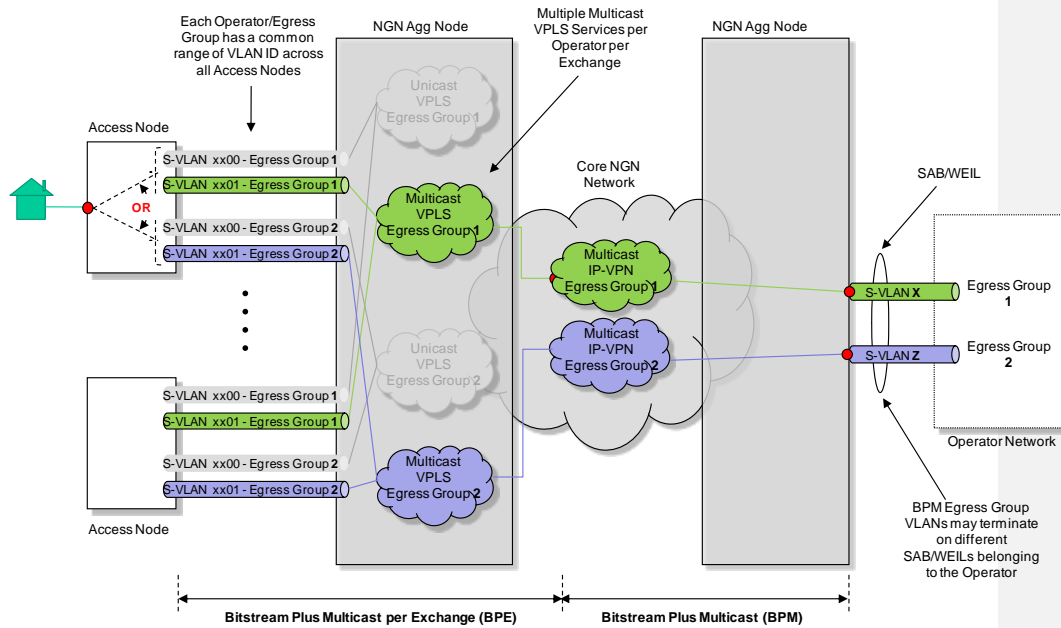 Each Operator/Egress
Group has a common
range of VLAN ID across
all Access Nodes
NGN Agg Node
Multiple Multicast
VPLS Services per
Operator per
Exchange
NGN Agg Node
Access Node
Unicast
VPLS
Egress Group 1
S-VLAN xx00 - Egress Group 1
S-VLAN xx01 - Egress Group 1
OR
S-VLAN xx00 - Egress Group 2
S-VLAN xx01 - Egress Group 2
Multicast
VPLS
Egress Group 1
Core NGN
Network
SAB/WEIL
Multicast
IP-VPN
Egress Group 1
S-VLAN X
Egress Group
1
Multicast
IP-VPN
Egress Group 2
S-VLAN Z
Egress Group
2
Unicast
VPLS
Egress Group 2
S-VLAN xx00 - Egress Group 1
S-VLAN xx01 - Egress Group 1
S-VLAN xx00 - Egress Group 2
S-VLAN xx01 - Egress Group 2
Multicast
VPLS
Egress Group 2
Operator Network
Access Node
BPM Egress Group
VLANs may terminate
on different
SAB/WEILs belonging
to the Operator
Bitstream Plus Multicast per Exchange (BPE)
Bitstream Plus Multicast (BPM)